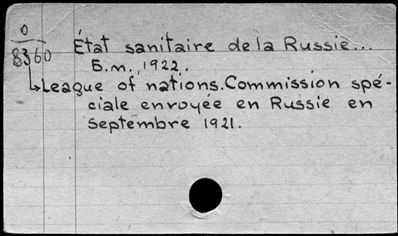 0
8360
État sanitaire de la Russie...
Б.м., 1922.
League of nations. Commission spé-
ciale envoyée en Russie en
septembre 1921.